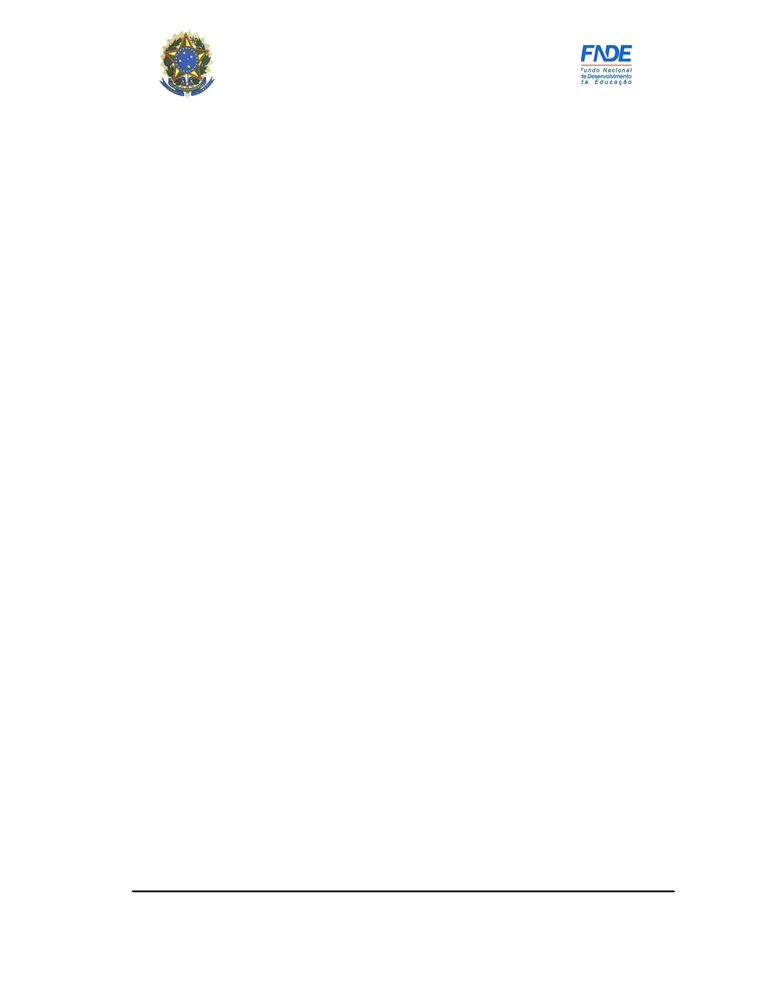 FNDE
Fundo Nacional
de Desenvolvimento
da Educação